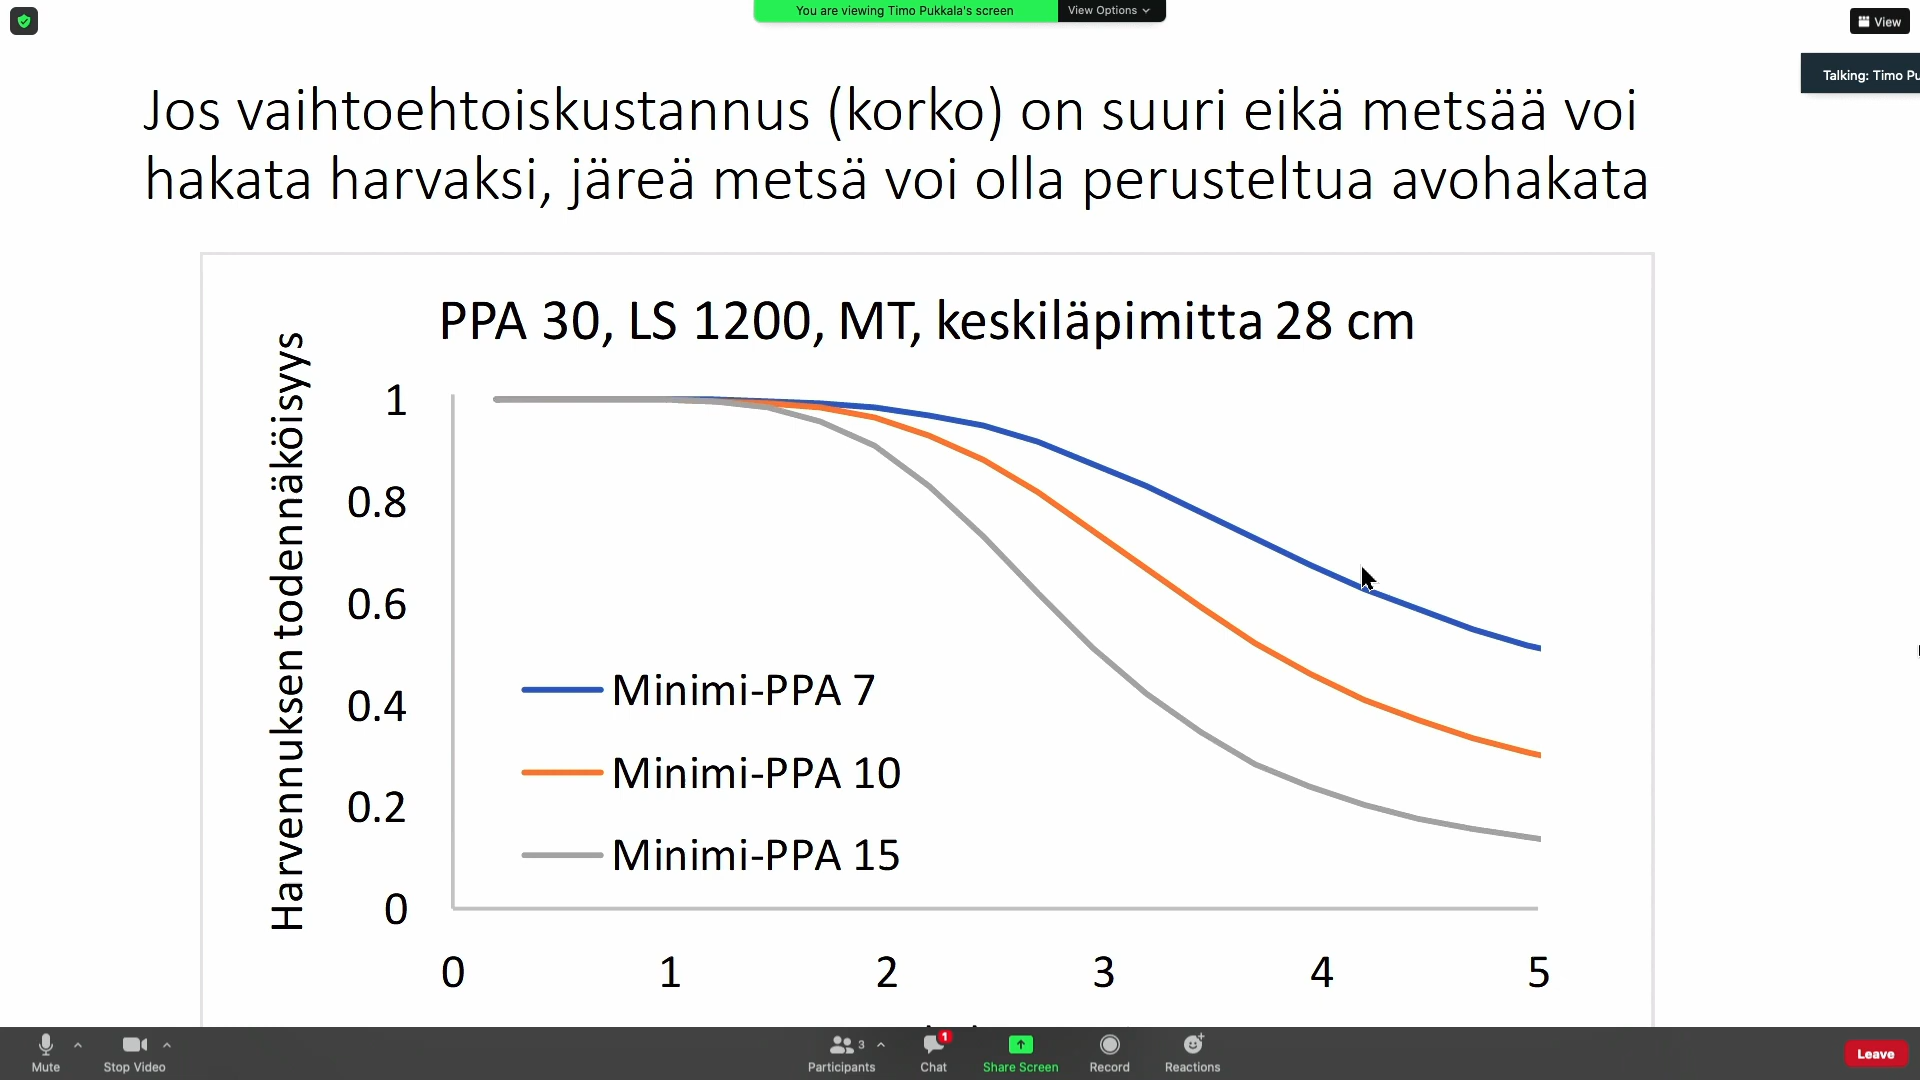 You are viewing Timo Pukkala's screen
View Options
View
Talking: Timo Pu
Jos vaihtoehtoiskustannus (korko) on suuri eikä metsää voi
hakata harvaksi, järeä metsä voi olla perusteltua avohakata
PPA 30, LS 1200, MT, keskiläpimitta 28 cm
Harvennuksen todennäköisyys
1
0.8
0.6
0.4
0.2
0
Minimi-PPA 7
Minimi-PPA 10
Minimi-PPA 15
0 1 2 3 4 5
Mute
Stop Video
3
Participants
1
Chat
Share Screen
Record
Reactions
Leave